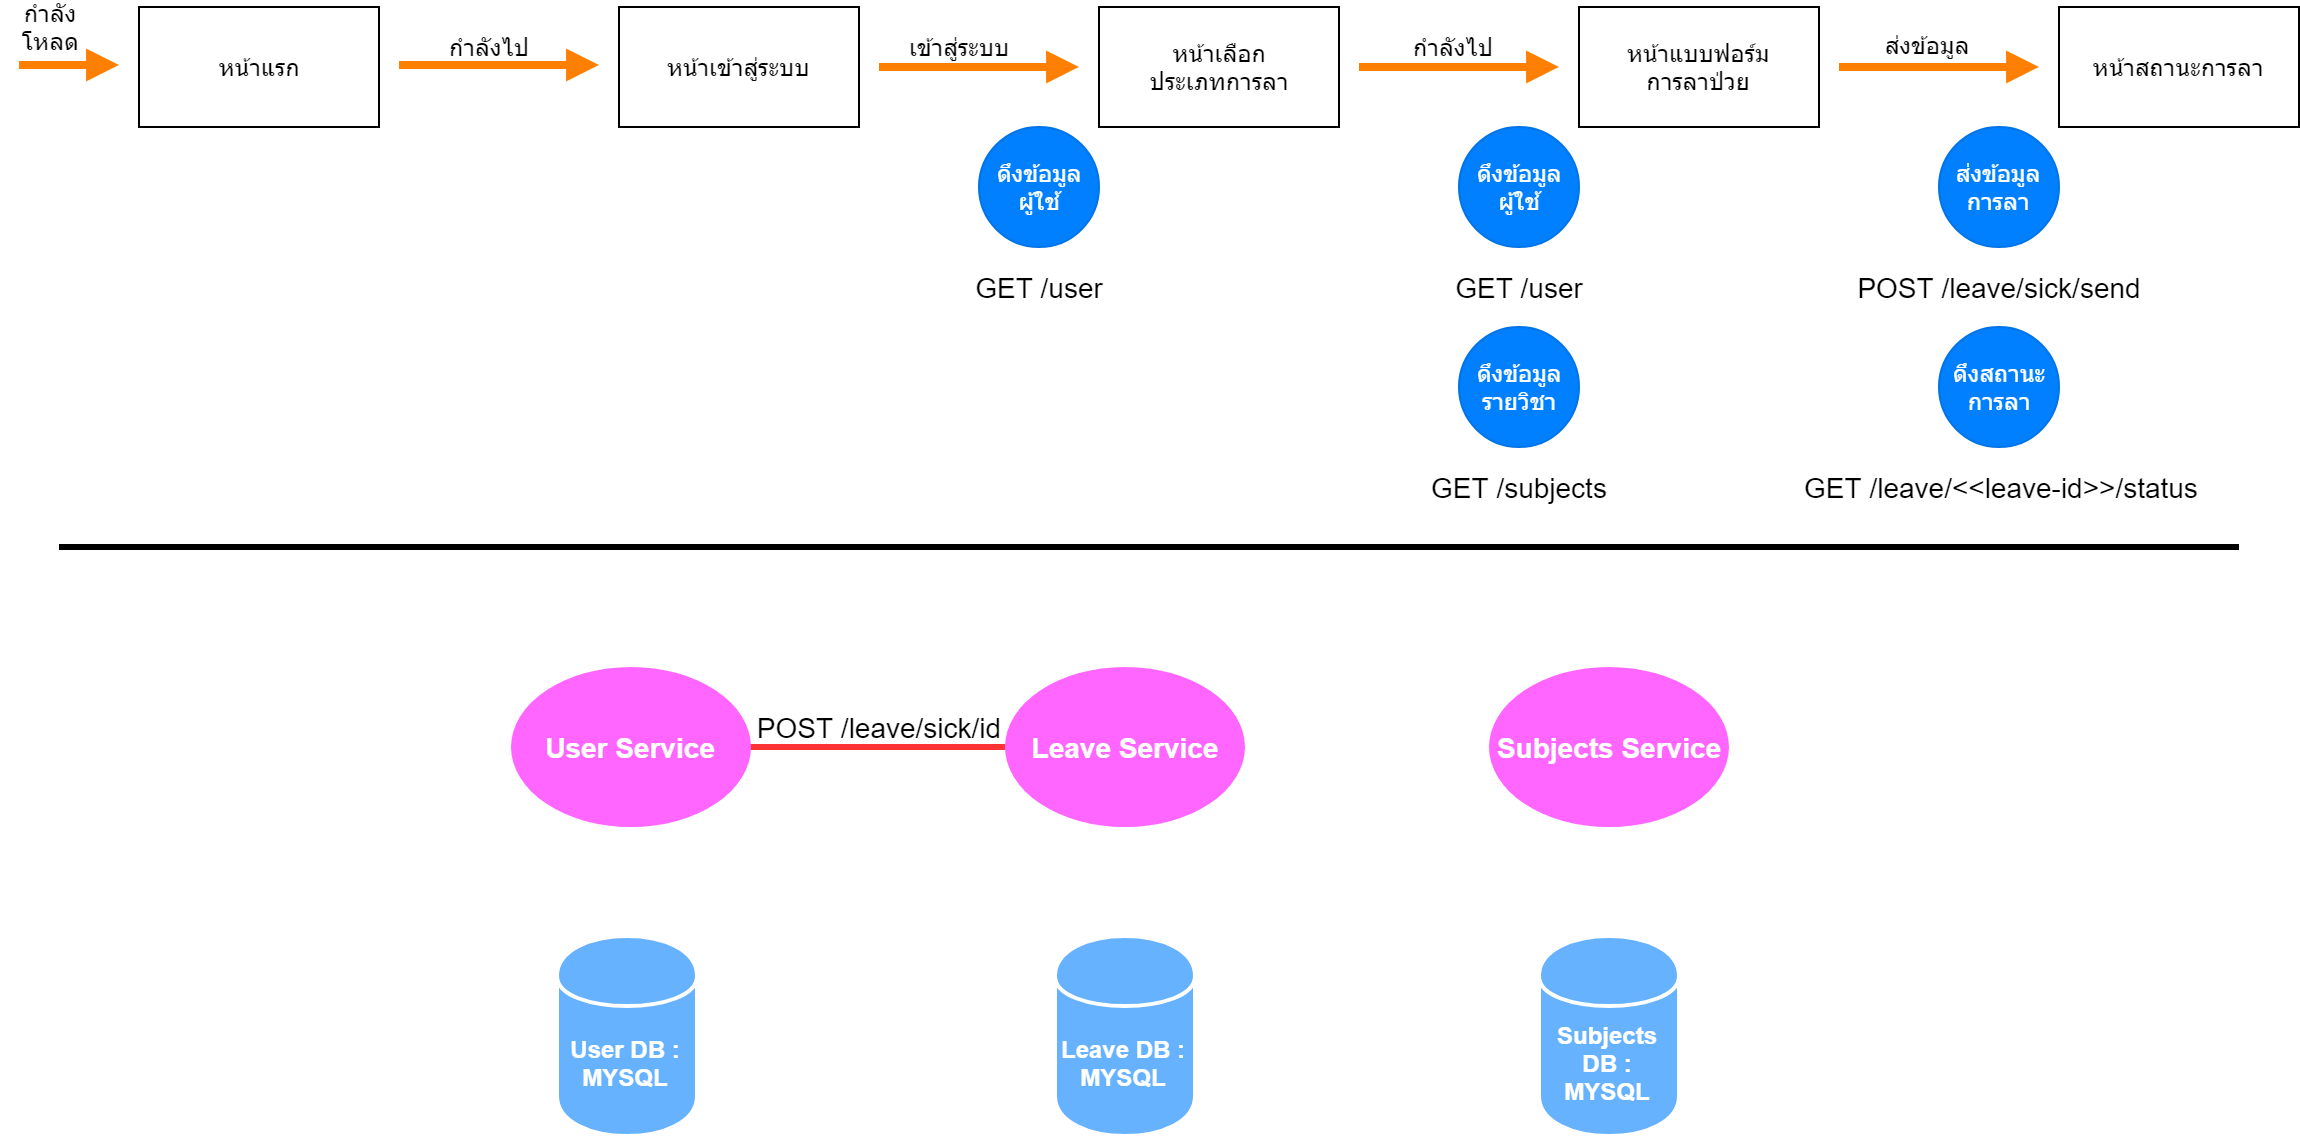 กำลัง
โหลด
หน้าแรก
กำลังไป
หน้าเข้าสู่ระบบ
เข้าสู่ระบบ
หน้าเลือก
ประเภทการลา
กำลังไป
หน้าแบบฟอร์ม
การลาป่วย
ส่งข้อมูล
หน้าสถานะการลา
ดึงข้อมูล
ผู้ใช้
GET /user
ดึงข้อมูล
ผู้ใช้
GET /user
ดึงข้อมูล
รายวิชา
GET /subjects
ส่งข้อมูล
การลา
POST /leave/sick/send
ดึงสถานะ
การลา
GET /leave/<<leave-id>>/status
User Service
POST /leave/sick/id
Leave Service
Subjects Service
User DB :
MYSQL
Leave DB :
MYSQL
Subjects
DB :
MYSQL